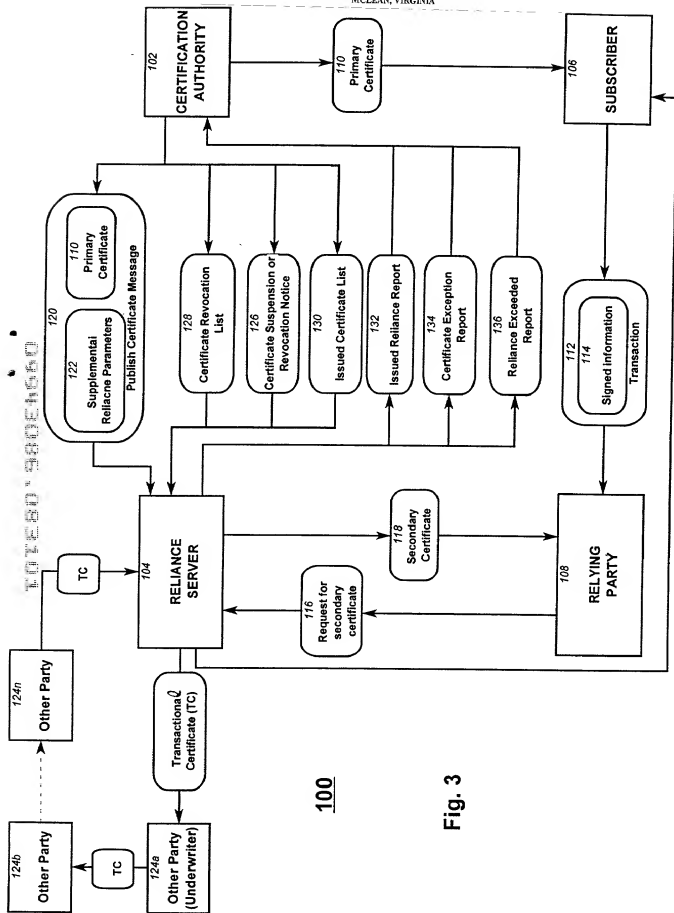 MCLEAN, VIRGINIA
102
CERTIFICATION
AUTHORITY
110
Primary
Certificate
106
SUBSCRIBER
120
122
Supplemental
Reliacne Parameters
110
Primary
Certificate
Publish Certificate Message
128
Certificate Revocation
List
126
Certificate Suspension or
Revocation Notice
130
Issued Certificate List
132
Issued Reliance Report
134
Certificate Exception
Report
136
Reliance Exceeded
Report
112
114
Signed Information
Transaction
104
RELIANCE
SERVER
118
Secondary
Certificate
116
Request for
secondary
certificate
108
RELYING
PARTY
TC
124n
Other Party
Transactional
Certificate (TC)
124b
Other Party
TC
124a
Other Party
(Underwriter)
100
Fig. 3